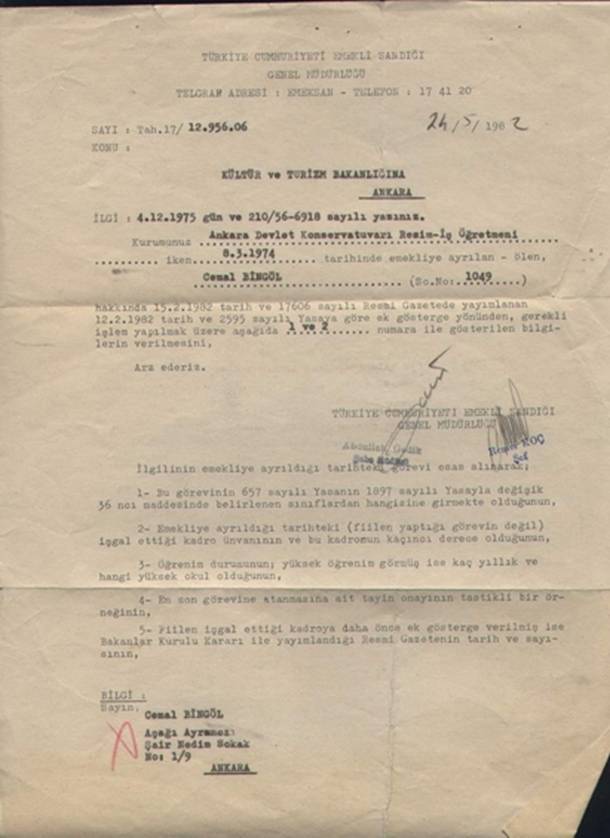 TÜRKİYE CUMHURİYETİ EMEKLİ SANDIĞI
GENEL MÜDÜRLÜĞÜ
TELGRAF ADRESİ : EMEKSAN - TELEFON : 17 41 20
SAYI : Tah.17/ 12.956.06
24/5/1982
KONU :
KÜLTÜR ve TURİZM BAKANLIĞINA
ANKARA
İLGİ : 4.12.1975 gün ve 210/56-6918 sayılı yazınız.
Kurumunuz Ankara Devlet Konservatuvarı Resim-İş Öğretmeni
.......... iken 8.3.1974 tarihinde emekliye ayrılan - ölen,
Cemal BİNGÖL (Sc.No: 1049 )
hakkında 15.2.1982 tarih ve 17606 sayılı Resmi Gazetede yayımlanan
12.2.1982 tarih ve 2595 sayılı Yasaya göre ek gösterge yönünden, gerekli
işlem yapılmak üzere aşağıda 1 ve 2 numara ile gösterilen bilgi-
lerin verilmesini,
Arz ederiz.
TÜRKİYE CUMHURİYETİ EMEKLİ SANDIĞI
GENEL MÜDÜRLÜĞÜ
Abdullah
KOÇ
Şef
İlgilinin emekliye ayrıldığı tarihteki görevi esas alınarak;
1- Bu görevinin 657 sayılı Yasanın 1897 sayılı Yasayla değişik
36 ncı maddesinde belirlenen sınıflardan hangisine girmekte olduğunun,
2- Emekliye ayrıldığı tarihteki (fiilen yaptığı görevin değil)
işgal ettiği kadro ünvanının ve bu kadronun kaçıncı derece olduğunun,
3- Öğrenim durusunun; yüksek öğrenim görmüş ise kaç yıllık ve
hangi yüksek okul olduğunun,
4- En son görevine atanmasına ait tayin onayının tastikli bir ör-
neğinin,
5- Fiilen işgal ettiği kadroya daha önce ek gösterge verilmiş ise
Bakanlar Kurulu Kararı ile yayımlandığı Resmi Gazetenin tarih ve sayı-
sının,
BİLGİ :
Sayın,
Cemal BİNGÖL
Aşağı Ayrancı
Şair Nedim Sokak
No: 1/9
ANKARA